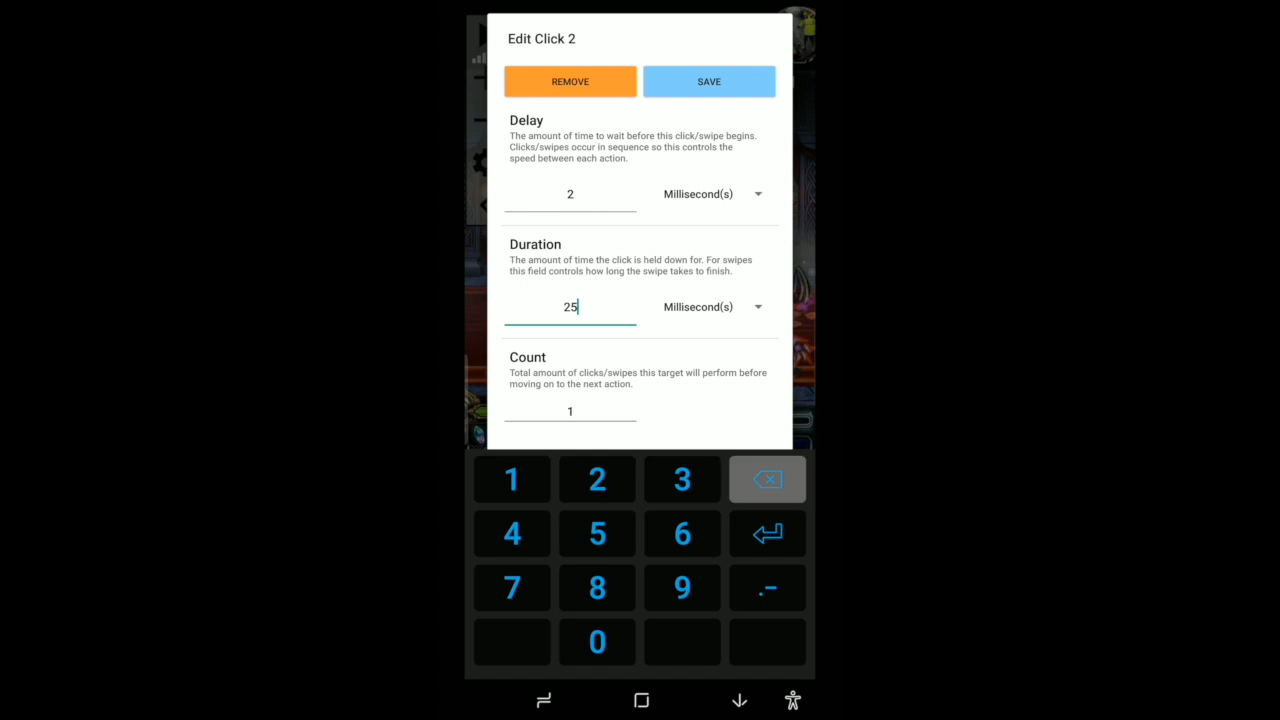 Edit Click 2
REMOVE SAVE
Delay
The amount of time to wait before this click/swipe begins.
Clicks/swipes occur in sequence so this controls the
speed between each action.
2 Millisecond(s)
Duration
The amount of time the click is held down for. For swipes
this field controls how long the swipe takes to finish.
25 Millisecond(s)
Count
Total amount of clicks/swipes this target will perform before
moving on to the next action.
1
1 2 3
4 5 6
7 8 9 .-
0